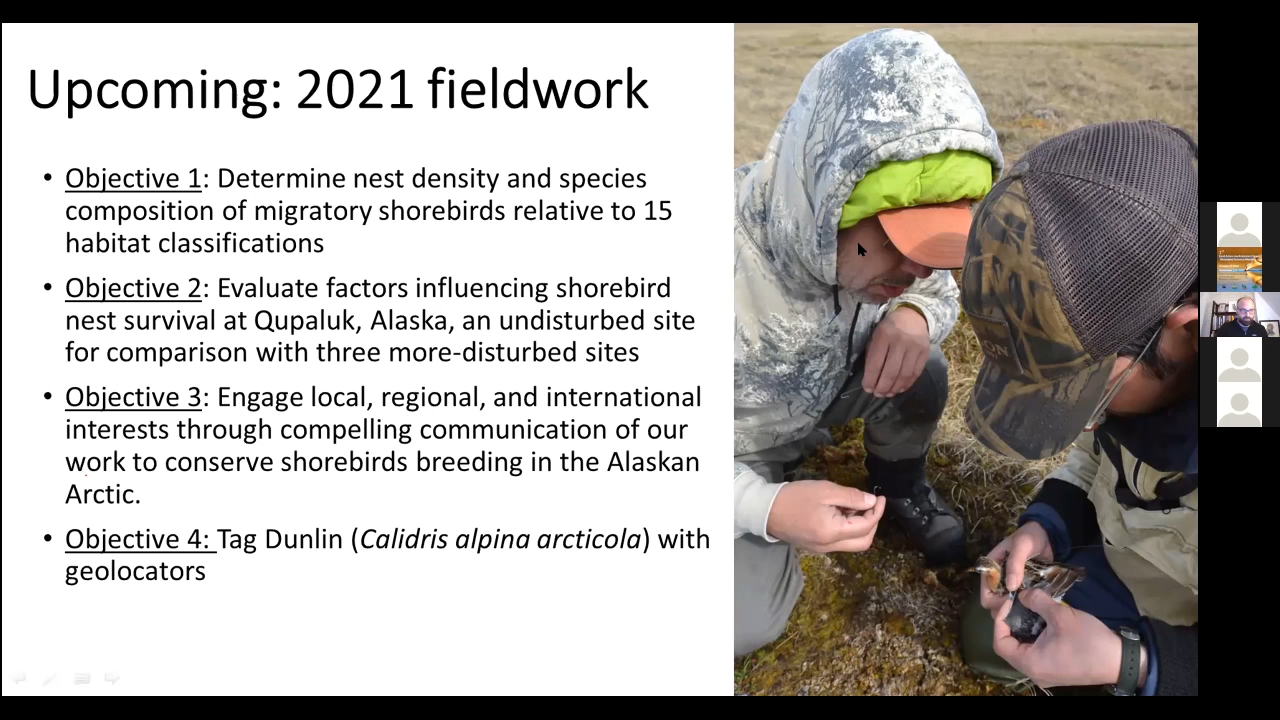 Upcoming: 2021 fieldwork
• Objective 1: Determine nest density and species
composition of migratory shorebirds relative to 15
habitat classifications
• Objective 2: Evaluate factors influencing shorebird
nest survival at Qupaluk, Alaska, an undisturbed site
for comparison with three more-disturbed sites
• Objective 3: Engage local, regional, and international
interests through compelling communication of our
work to conserve shorebirds breeding in the Alaskan
Arctic.
• Objective 4: Tag Dunlin (Calidris alpina arcticola) with
geolocators